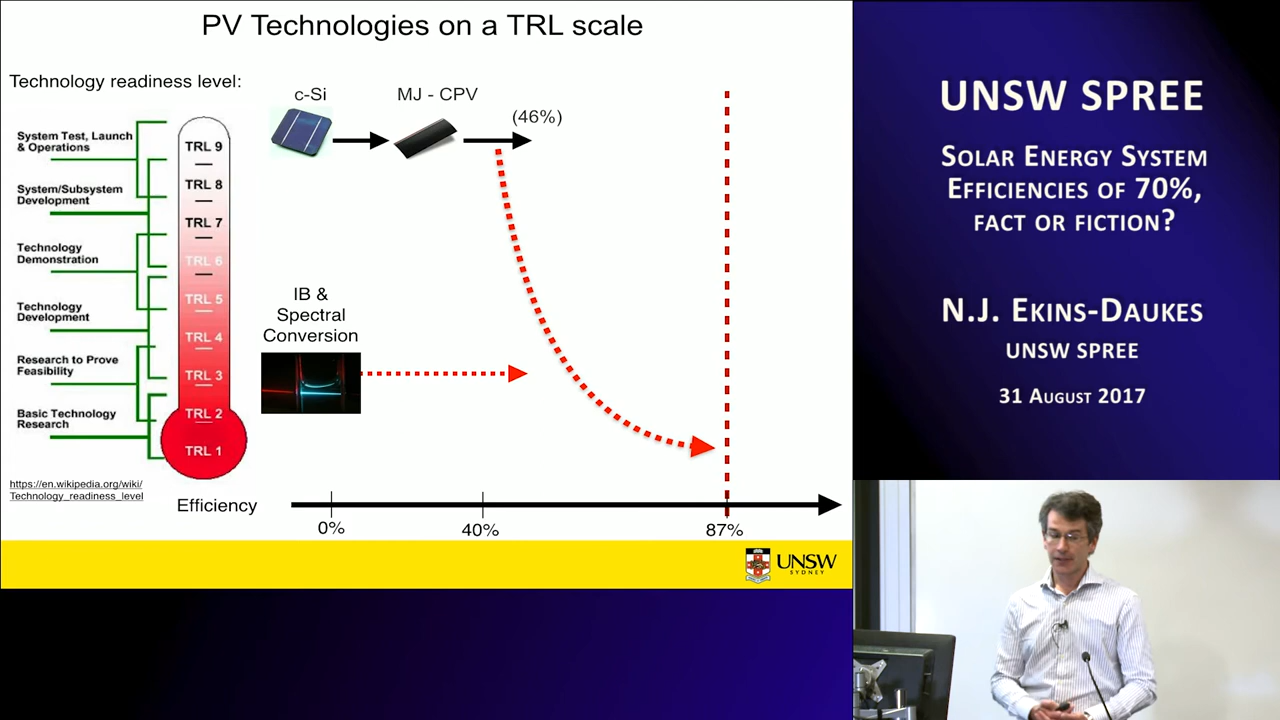 PV Technologies on a TRL scale
Technology readiness level:
System Test, Launch
& Operations
System/Subsystem
Development
Technology
Demonstration
Technology
Development
Research to Prove
Feasibility
Basic Technology
Research
TRL 9
TRL 8
TRL 7
TRL 6
TRL 5
TRL 4
TRL 3
TRL 2
TRL 1
https://en.wikipedia.org/wiki/
Technology_readiness_level
c-Si
MJ - CPV
(46%)
IB &
Spectral
Conversion
Efficiency
0%
40%
87%
UNSW
SYDNEY
UNSW SPREE
Solar Energy System
Efficiencies of 70%,
fact or fiction?
N.J. Ekins-Daukes
UNSW SPREE
31 August 2017